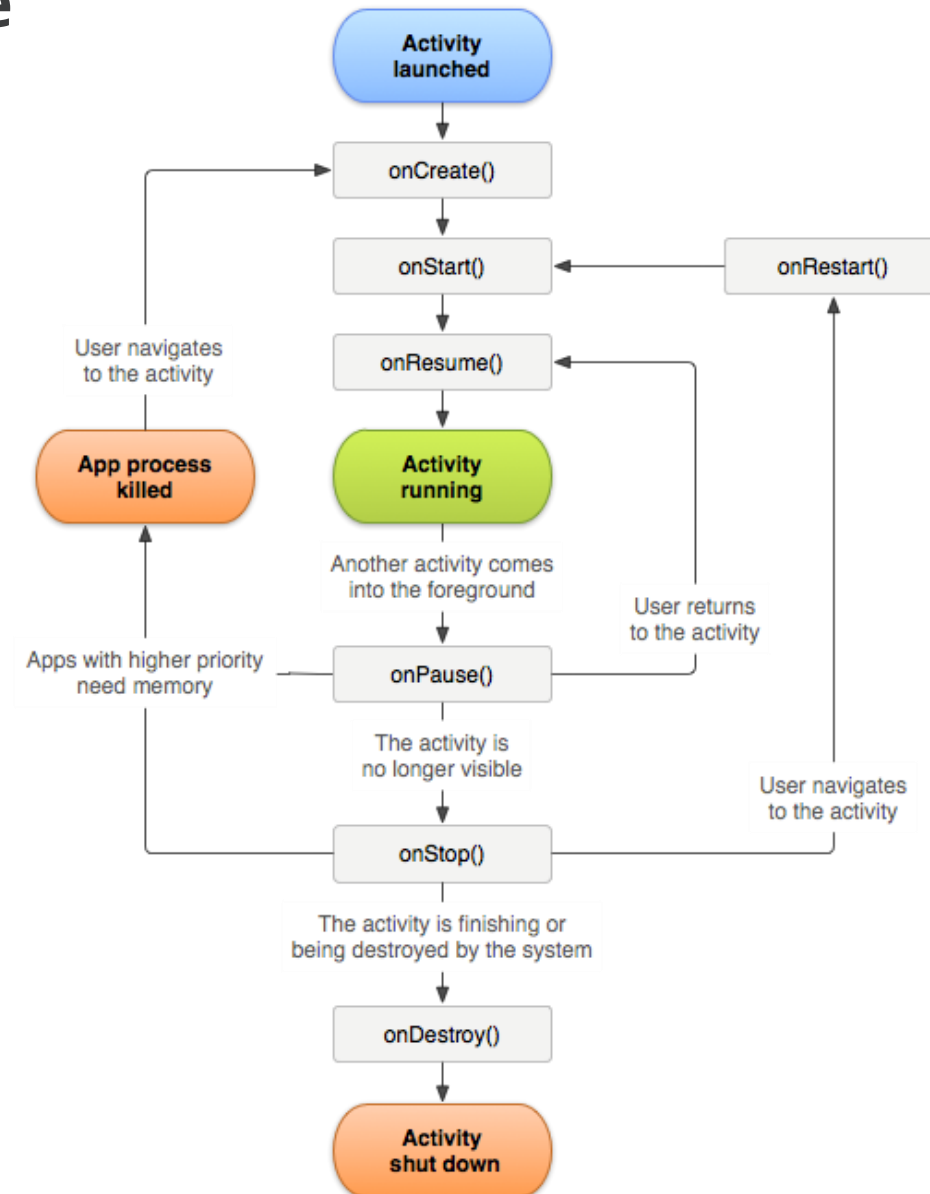 e
Activity
launched
onCreate()
onStart()
onRestart()
onResume()
User navigates
to the activity
App process
killed
Activity
running
Another activity comes
into the foreground
User returns
to the activity
Apps with higher priority
need memory
onPause()
The activity is
no longer visible
User navigates
to the activity
onStop()
The activity is finishing or
being destroyed by the system
onDestroy()
Activity
shut down